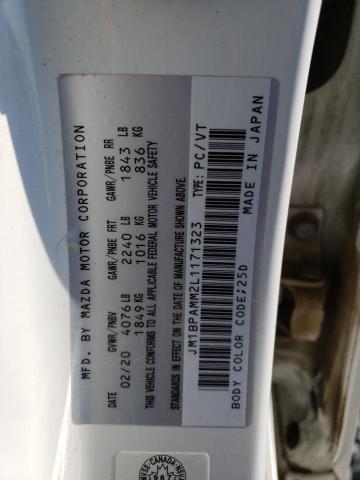 MFD. BY MAZDA MOTOR CORPORATION
GVWR/PNBV GAWR/PNBE FRT GAWR/PNBE RR
02/20 4076 LB 2240 LB 1843 LB
1849 KG 1016 KG 836 KG
THIS VEHICLE CONFORMS TO ALL APPLICABLE FEDERAL MOTOR VEHICLE SAFETY
STANDARDS IN EFFECT ON THE DATE OF MANUFACTURE SHOWN ABOVE.
JM1BPAMM2L1171323 TYPE: PC/VT
BODY COLOR CODE;25D MADE IN JAPAN
CANADA
967